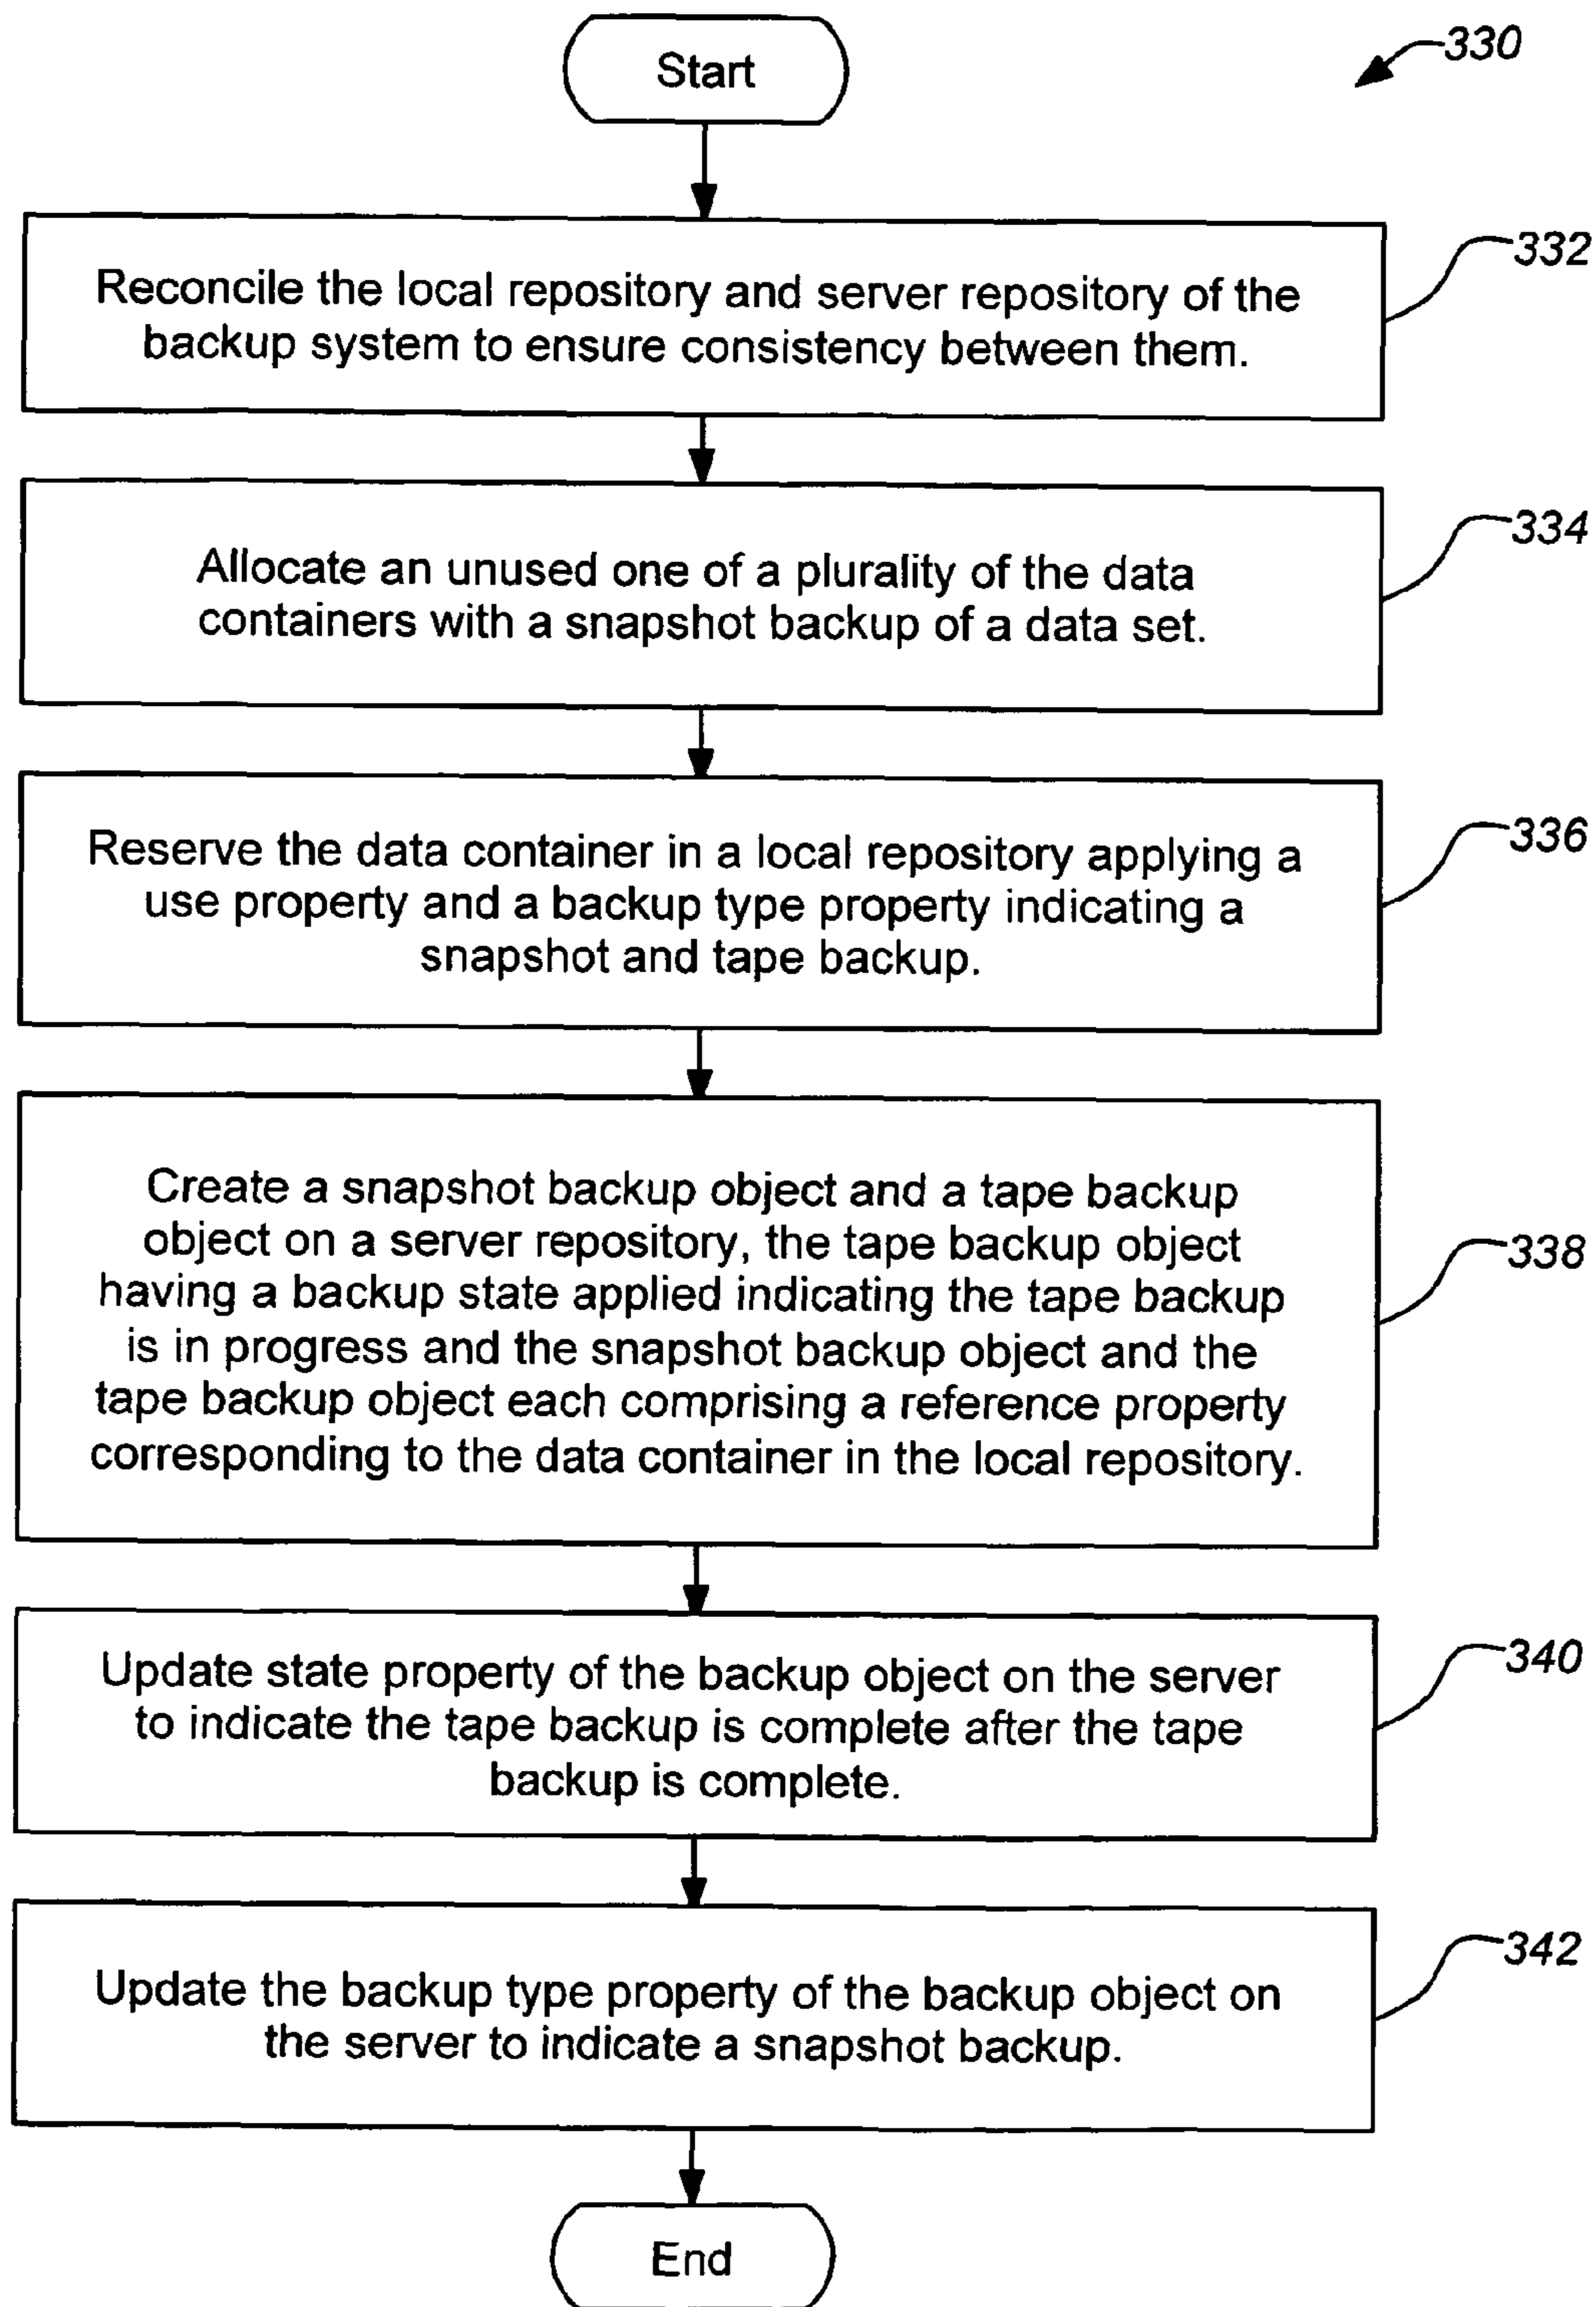 Start
330
Reconcile the local repository and server repository of the
backup system to ensure consistency between them.
332
Allocate an unused one of a plurality of the data
containers with a snapshot backup of a data set.
334
Reserve the data container in a local repository applying a
use property and a backup type property indicating a
snapshot and tape backup.
336
Create a snapshot backup object and a tape backup
object on a server repository, the tape backup object
having a backup state applied indicating the tape backup
is in progress and the snapshot backup object and the
tape backup object each comprising a reference property
corresponding to the data container in the local repository.
338
Update state property of the backup object on the server
to indicate the tape backup is complete after the tape
backup is complete.
340
Update the backup type property of the backup object on
the server to indicate a snapshot backup.
342
End